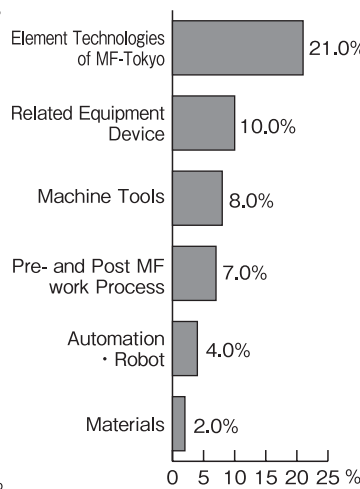 Element Technologies
of MF-Tokyo
21.0%
Related Equipment
Device
10.0%
Machine Tools
8.0%
Pre- and Post MF
work Process
7.0%
Automation
・Robot
4.0%
Materials
2.0%
0 5 10 15 20 25 %